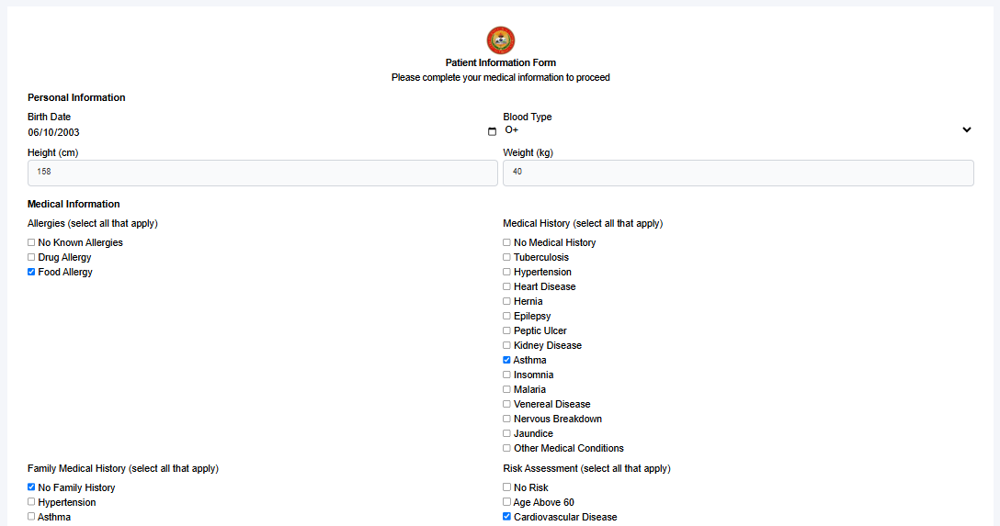 Patient Information Form
Please complete your medical information to proceed
Personal Information
Birth Date
06/10/2003
Blood Type
O+
Height (cm)
158
Weight (kg)
40
Medical Information
Allergies (select all that apply)
No Known Allergies
Drug Allergy
Food Allergy
Medical History (select all that apply)
No Medical History
Tuberculosis
Hypertension
Heart Disease
Hernia
Epilepsy
Peptic Ulcer
Kidney Disease
Asthma
Insomnia
Malaria
Venereal Disease
Nervous Breakdown
Jaundice
Other Medical Conditions
Family Medical History (select all that apply)
No Family History
Hypertension
Asthma
Risk Assessment (select all that apply)
No Risk
Age Above 60
Cardiovascular Disease